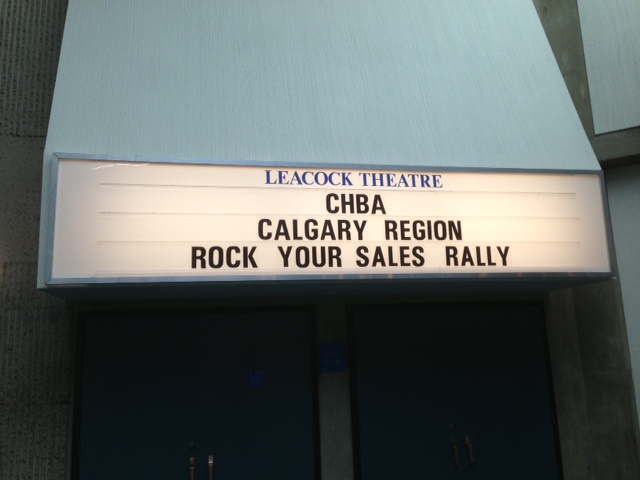 LEACOCK THEATRE
CHBA
CALGARY REGION
ROCK YOUR SALES RALLY